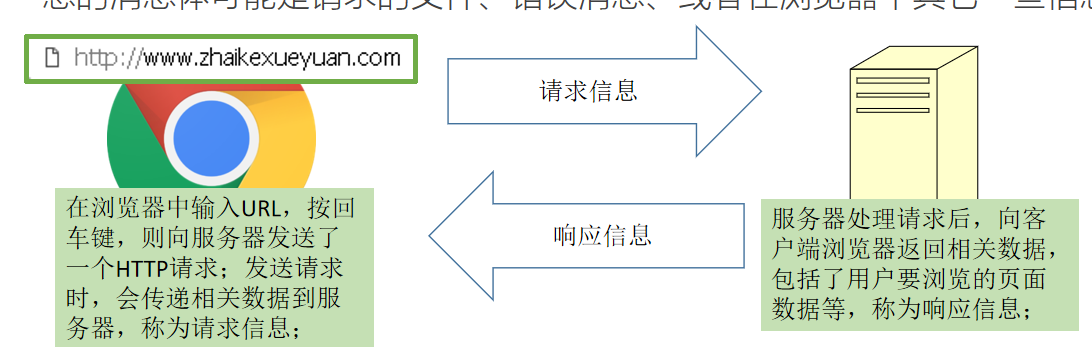 http://www.zhaikexueyuan.com
请求信息
响应信息
在浏览器中输入URL，按回
车键，则向服务器发送了
一个HTTP请求；发送请求
时，会传递相关数据到服
务器，称为请求信息；
服务器处理请求后，向客
户端浏览器返回相关数据，
包括了用户要浏览的页面
数据等，称为响应信息；